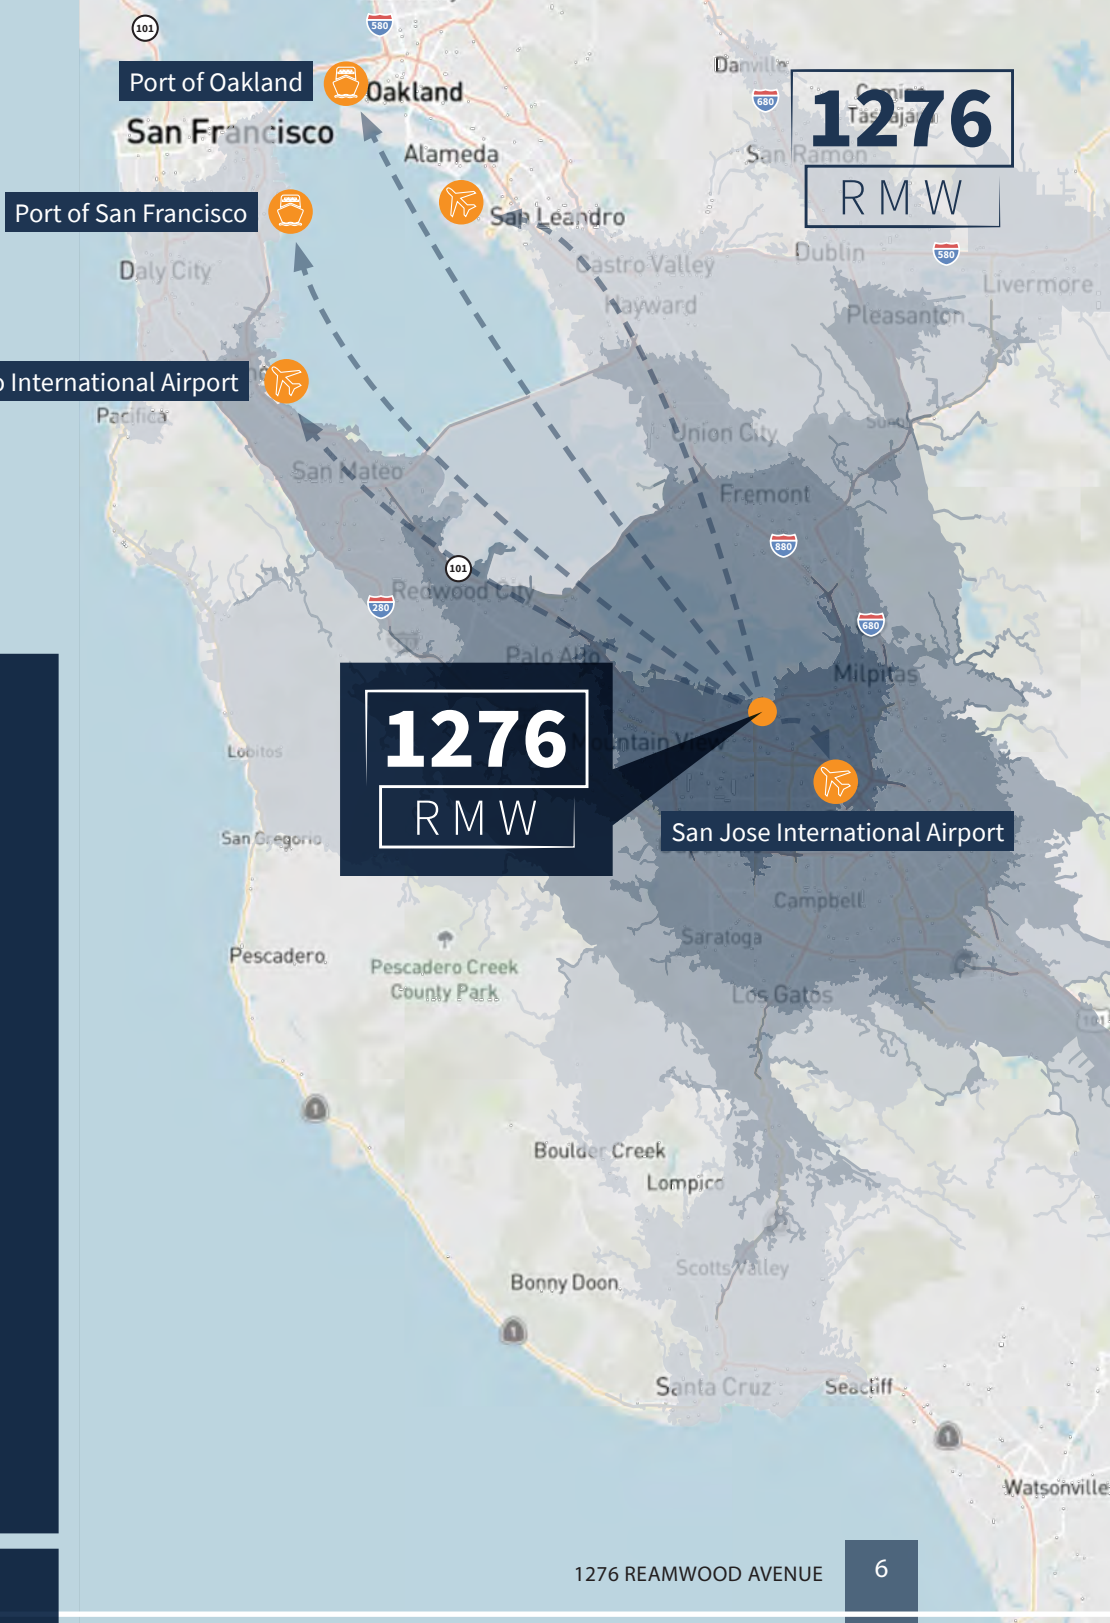 101
580
Danville
Port of Oakland
Oakland
680
1276
RMW
San Francisco
Alameda
San Ramon
Port of San Francisco
San Leandro
Daly City
Castro Valley
Dublin
580
Livermore
Hayward
Pleasanton
o International Airport
Pacifica
Union City
San Mateo
Fremont
880
101
Redwood City
280
680
Palo Alto
Milpitas
1276
RMW
Mountain View
Lobitos
San Gregorio
San Jose International Airport
Campbell
Saratoga
Pescadero
Pescadero Creek
County Park
Los Gatos
101
1
Boulder Creek
Lompico
Scotts Valley
Bonny Doon
1
Santa Cruz
Seacliff
1
Watsonville
1276 REAMWOOD AVENUE
6